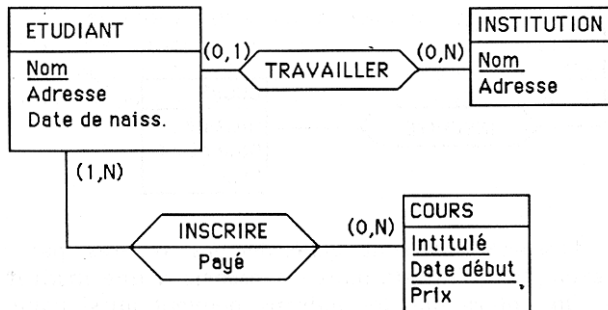 ETUDIANT
Nom
Adresse
Date de naiss.
(0,1)
TRAVAILLER
(0,N)
INSTITUTION
Nom
Adresse
(1,N)
INSCRIRE
Payé
(0,N)
COURS
Intitulé
Date début
Prix